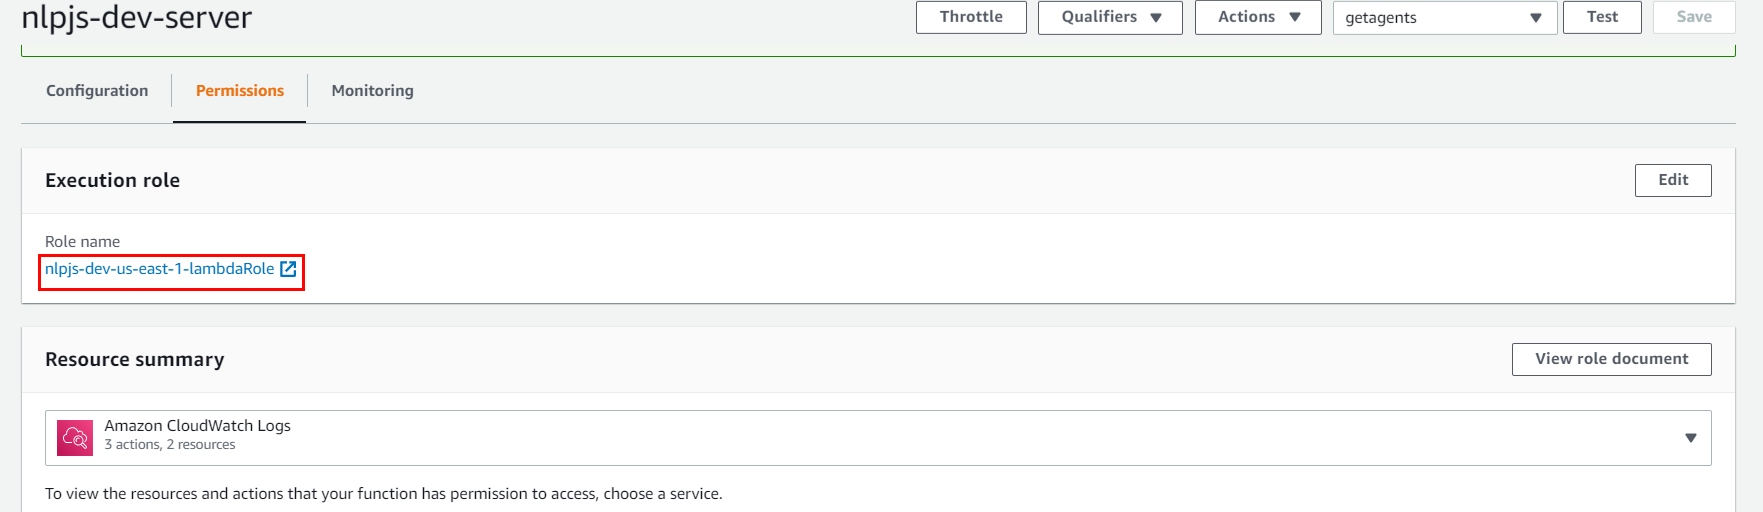 nlpjs-dev-server
Throttle
Qualifiers
Actions
getagents
Test
Save
Configuration
Permissions
Monitoring
Execution role
Edit
Role name
nlpjs-dev-us-east-1-lambdaRole
Resource summary
View role document
Amazon CloudWatch Logs
3 actions, 2 resources
To view the resources and actions that your function has permission to access, choose a service.